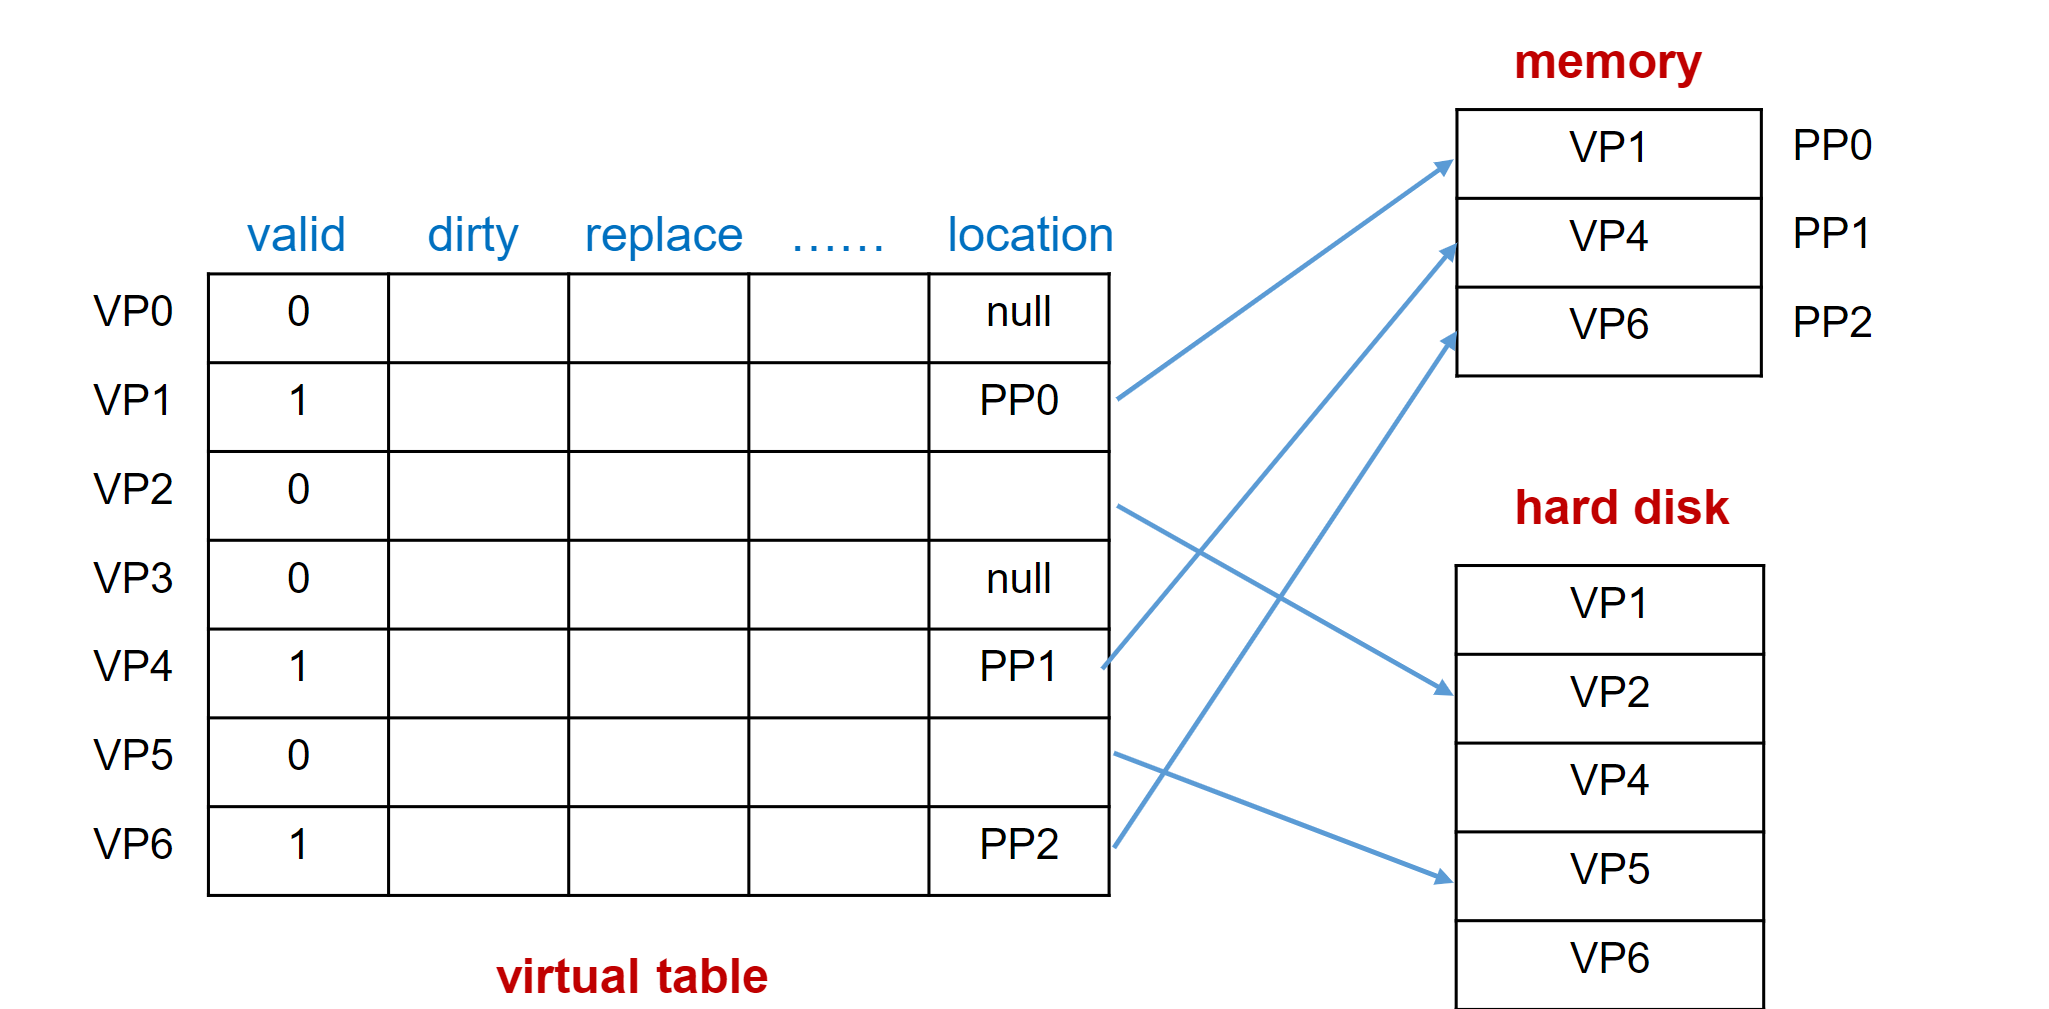 memory
VP1 PP0
VP4 PP1
VP6 PP2
valid dirty replace …… location
VP0 0 null
VP1 1 PP0
VP2 0
VP3 0 null
VP4 1 PP1
VP5 0
VP6 1 PP2
virtual table
hard disk
VP1
VP2
VP4
VP5
VP6